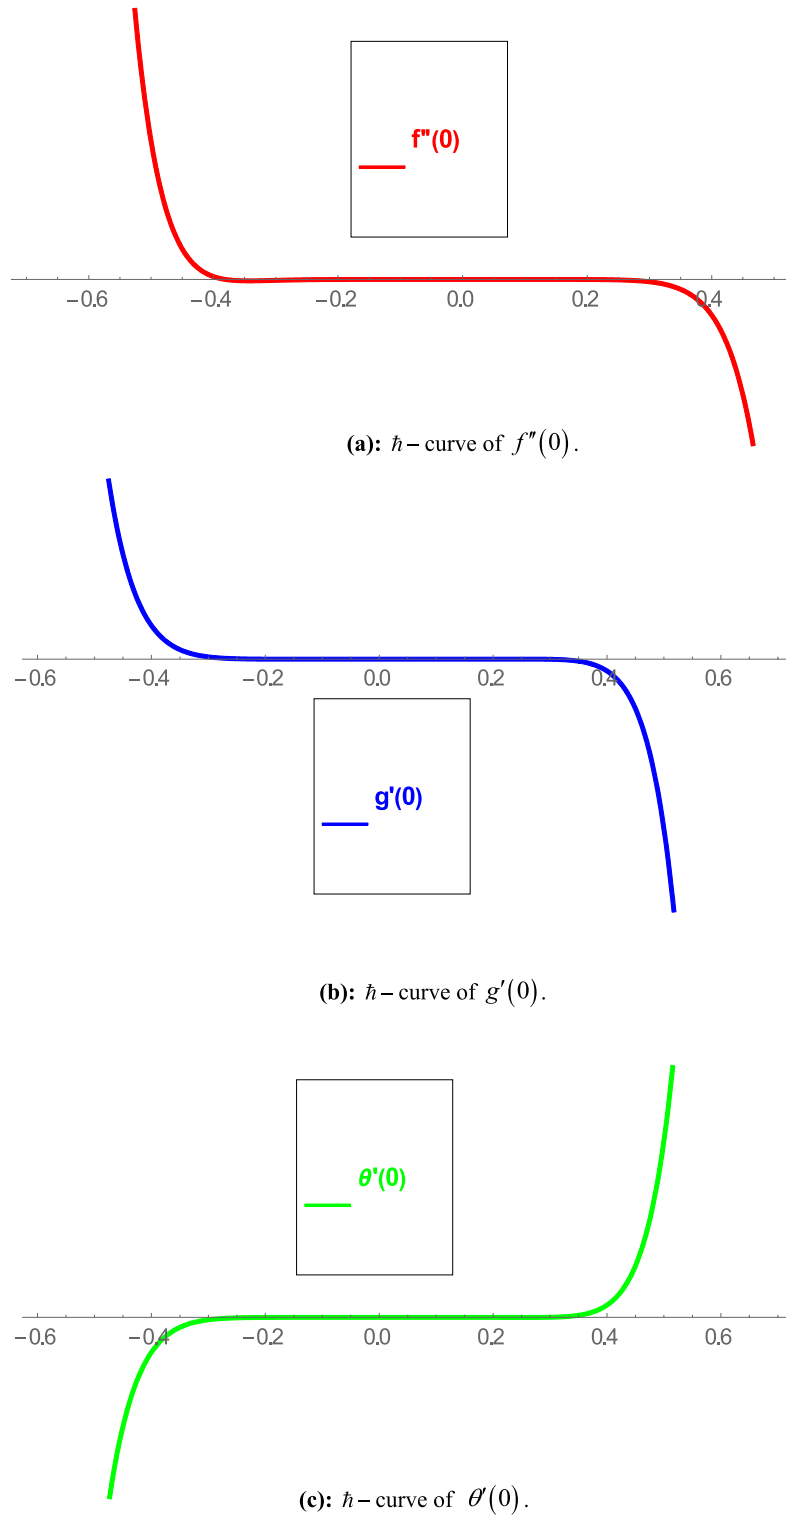 f"(0)
−0.6 −0.4 −0.2 0.0 0.2 0.4
(a): ℏ − curve of f″(0).
−0.6 −0.4 −0.2 0.0 0.2 0.4 0.6
g'(0)
(b): ℏ − curve of g′(0).
θ'(0)
−0.6 −0.4 −0.2 0.0 0.2 0.4 0.6
(c): ℏ − curve of θ′(0).